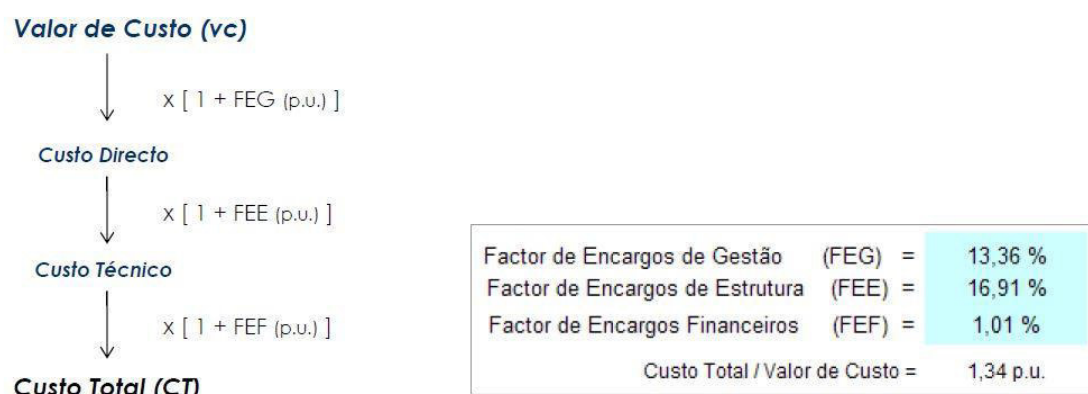 Valor de Custo (vc)
x [ 1 + FEG (p.u.) ]
Custo Directo
x [ 1 + FEE (p.u.) ]
Custo Técnico
x [ 1 + FEF (p.u.) ]
Custo Total (CT)
Factor de Encargos de Gestão (FEG) = 13,36 %
Factor de Encargos de Estrutura (FEE) = 16,91 %
Factor de Encargos Financeiros (FEF) = 1,01 %
Custo Total / Valor de Custo = 1,34 p.u.